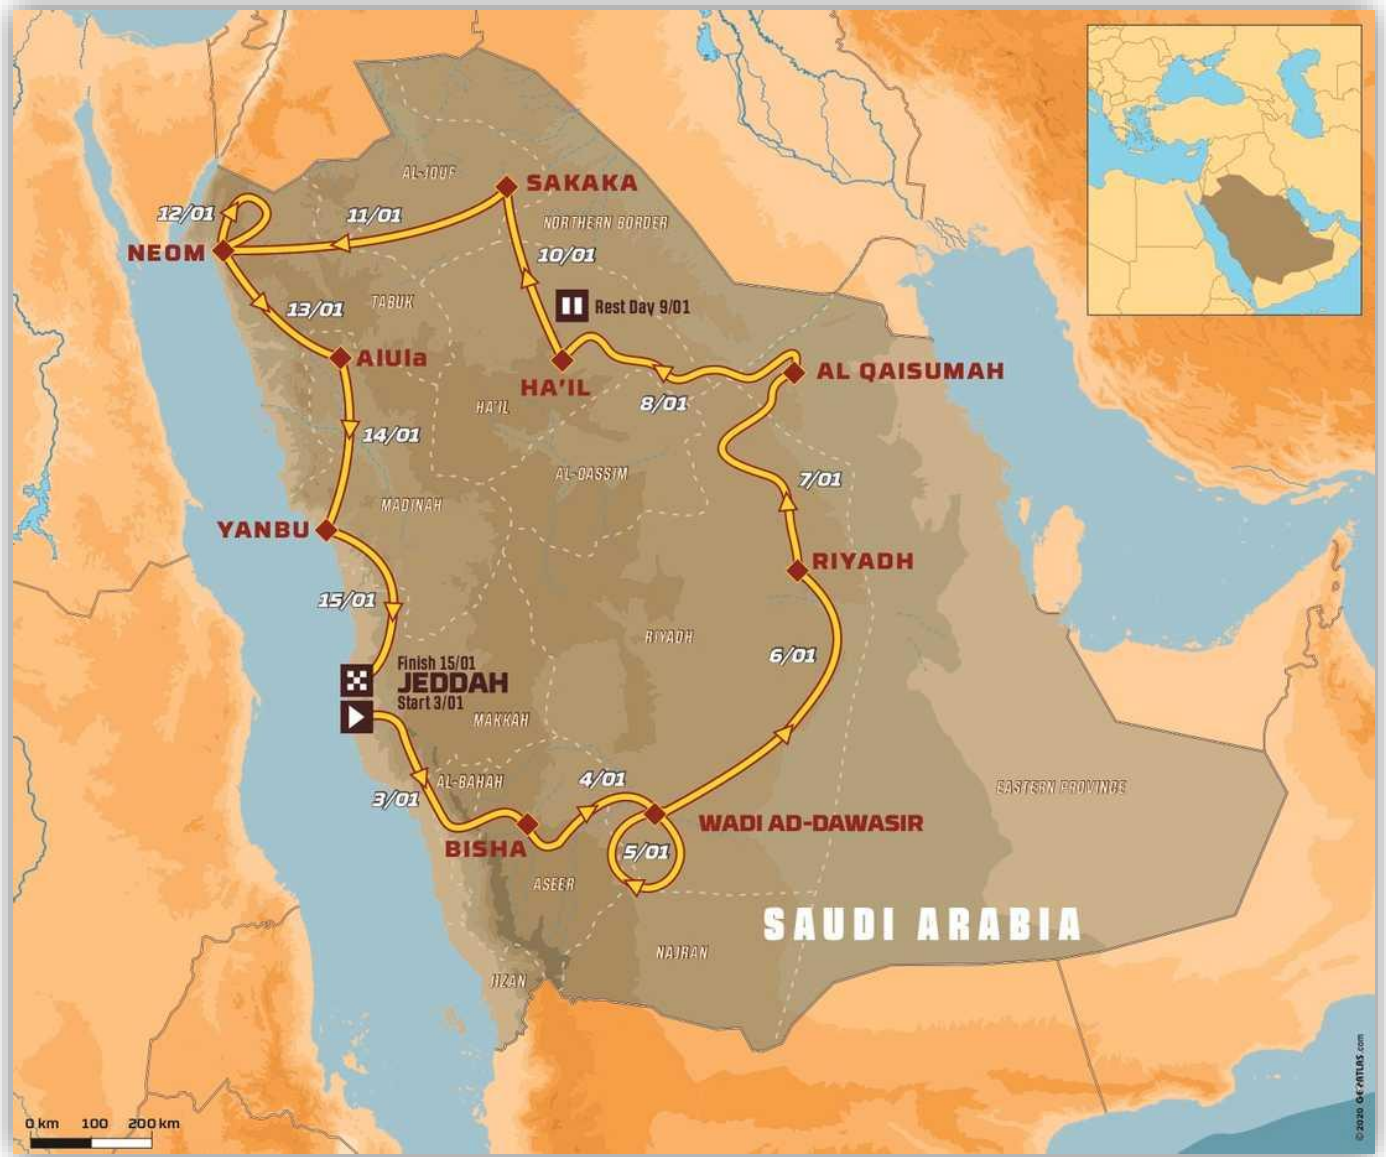 AL-JOUF
SAKAKA
12/01
11/01
NORTHERN BORDER
NEOM
10/01
13/01
TABUK
Rest Day 9/01
AlUla
HA'IL
AL QAISUMAH
8/01
HA'IL
14/01
AL-QASSIM
7/01
MADINAH
YANBU
RIYADH
15/01
RIYADH
6/01
Finish 15/01
JEDDAH
Start 3/01
MAKKAH
4/01
AL-BAHAH
EASTERN PROVINCE
3/01
WADI AD-DAWASIR
BISHA
5/01
ASEER
SAUDI ARABIA
NAJRAN
JIZAN
0 km 100 200 km
© 2020 GEOATLAS.com